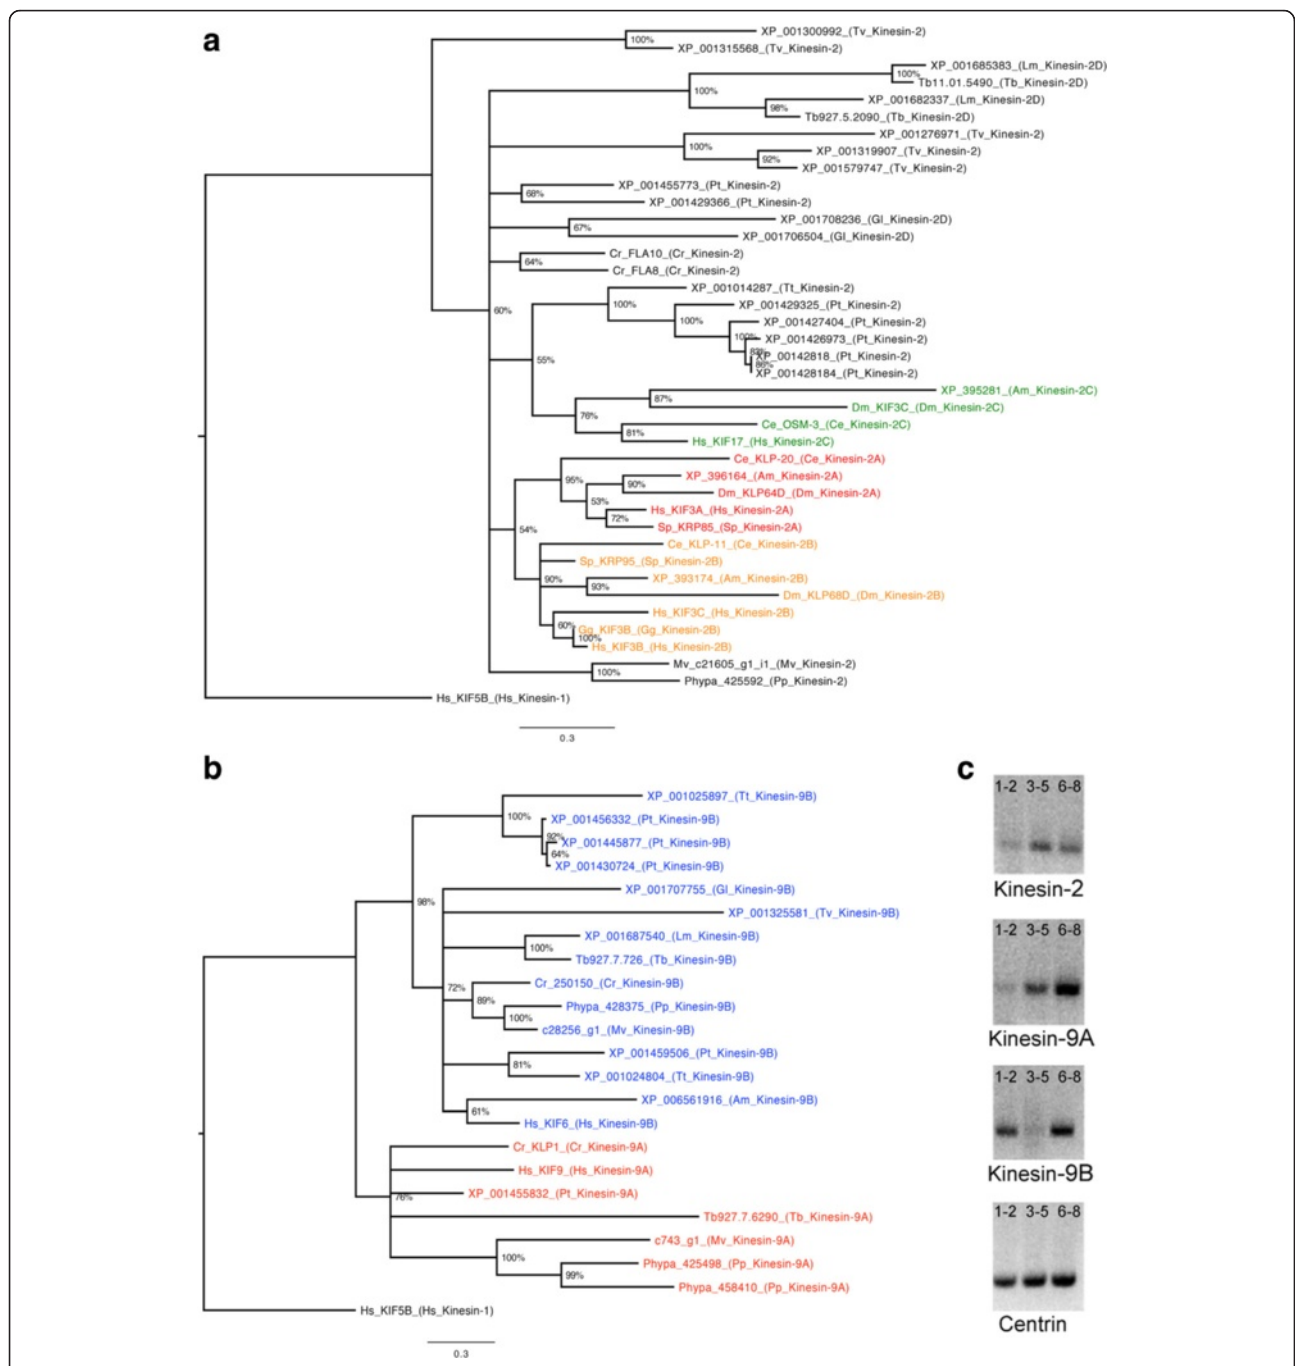 a
XP_001300992_(Tv_Kinesin-2)
100%
XP_001315568_(Tv_Kinesin-2)
XP_001685383_(Lm_Kinesin-2D)
100%
Tb11.01.5490_(Tb_Kinesin-2D)
100%
XP_001682337_(Lm_Kinesin-2D)
98%
Tb927.5.2090_(Tb_Kinesin-2D)
XP_001276971_(Tv_Kinesin-2)
100%
XP_001319907_(Tv_Kinesin-2)
92%
XP_001579747_(Tv_Kinesin-2)
XP_001455773_(Pt_Kinesin-2)
68%
XP_001429366_(Pt_Kinesin-2)
XP_001708236_(Gl_Kinesin-2D)
67%
XP_001706504_(Gl_Kinesin-2D)
Cr_FLA10_(Cr_Kinesin-2)
64%
Cr_FLA8_(Cr_Kinesin-2)
XP_001014287_(Tt_Kinesin-2)
100%
XP_001429325_(Pt_Kinesin-2)
60%
100%
XP_001427404_(Pt_Kinesin-2)
100%
XP_001426973_(Pt_Kinesin-2)
XP_00142818_(Pt_Kinesin-2)
55%
86%
XP_001428184_(Pt_Kinesin-2)
XP_395281_(Am_Kinesin-2C)
87%
Dm_KIF3C_(Dm_Kinesin-2C)
76%
Ce_OSM-3_(Ce_Kinesin-2C)
81%
Hs_KIF17_(Hs_Kinesin-2C)
Ce_KLP-20_(Ce_Kinesin-2A)
95%
XP_396164_(Am_Kinesin-2A)
90%
Dm_KLP64D_(Dm_Kinesin-2A)
53%
Hs_KIF3A_(Hs_Kinesin-2A)
72%
Sp_KRP85_(Sp_Kinesin-2A)
54%
Ce_KLP-11_(Ce_Kinesin-2B)
Sp_KRP95_(Sp_Kinesin-2B)
90%
XP_393174_(Am_Kinesin-2B)
93%
Dm_KLP68D_(Dm_Kinesin-2B)
Hs_KIF3C_(Hs_Kinesin-2B)
60%
Gg_KIF3B_(Gg_Kinesin-2B)
100%
Hs_KIF3B_(Hs_Kinesin-2B)
Mv_c21605_g1_i1_(Mv_Kinesin-2)
100%
Phypa_425592_(Pp_Kinesin-2)
Hs_KIF5B_(Hs_Kinesin-1)
0.3
b
XP_001025897_(Tt_Kinesin-9B)
100%
XP_001456332_(Pt_Kinesin-9B)
92%
XP_001445877_(Pt_Kinesin-9B)
64%
XP_001430724_(Pt_Kinesin-9B)
98%
XP_001707755_(Gl_Kinesin-9B)
XP_001325581_(Tv_Kinesin-9B)
XP_001687540_(Lm_Kinesin-9B)
100%
Tb927.7.726_(Tb_Kinesin-9B)
72%
Cr_250150_(Cr_Kinesin-9B)
89%
Phypa_428375_(Pp_Kinesin-9B)
100%
c28256_g1_(Mv_Kinesin-9B)
XP_001459506_(Pt_Kinesin-9B)
81%
XP_001024804_(Tt_Kinesin-9B)
XP_006561916_(Am_Kinesin-9B)
61%
Hs_KIF6_(Hs_Kinesin-9B)
Cr_KLP1_(Cr_Kinesin-9A)
Hs_KIF9_(Hs_Kinesin-9A)
76%
XP_001455832_(Pt_Kinesin-9A)
Tb927.7.6290_(Tb_Kinesin-9A)
c743_g1_(Mv_Kinesin-9A)
100%
Phypa_425498_(Pp_Kinesin-9A)
99%
Phypa_458410_(Pp_Kinesin-9A)
Hs_KIF5B_(Hs_Kinesin-1)
0.3
c
1-2 3-5 6-8
Kinesin-2
1-2 3-5 6-8
Kinesin-9A
1-2 3-5 6-8
Kinesin-9B
1-2 3-5 6-8
Centrin